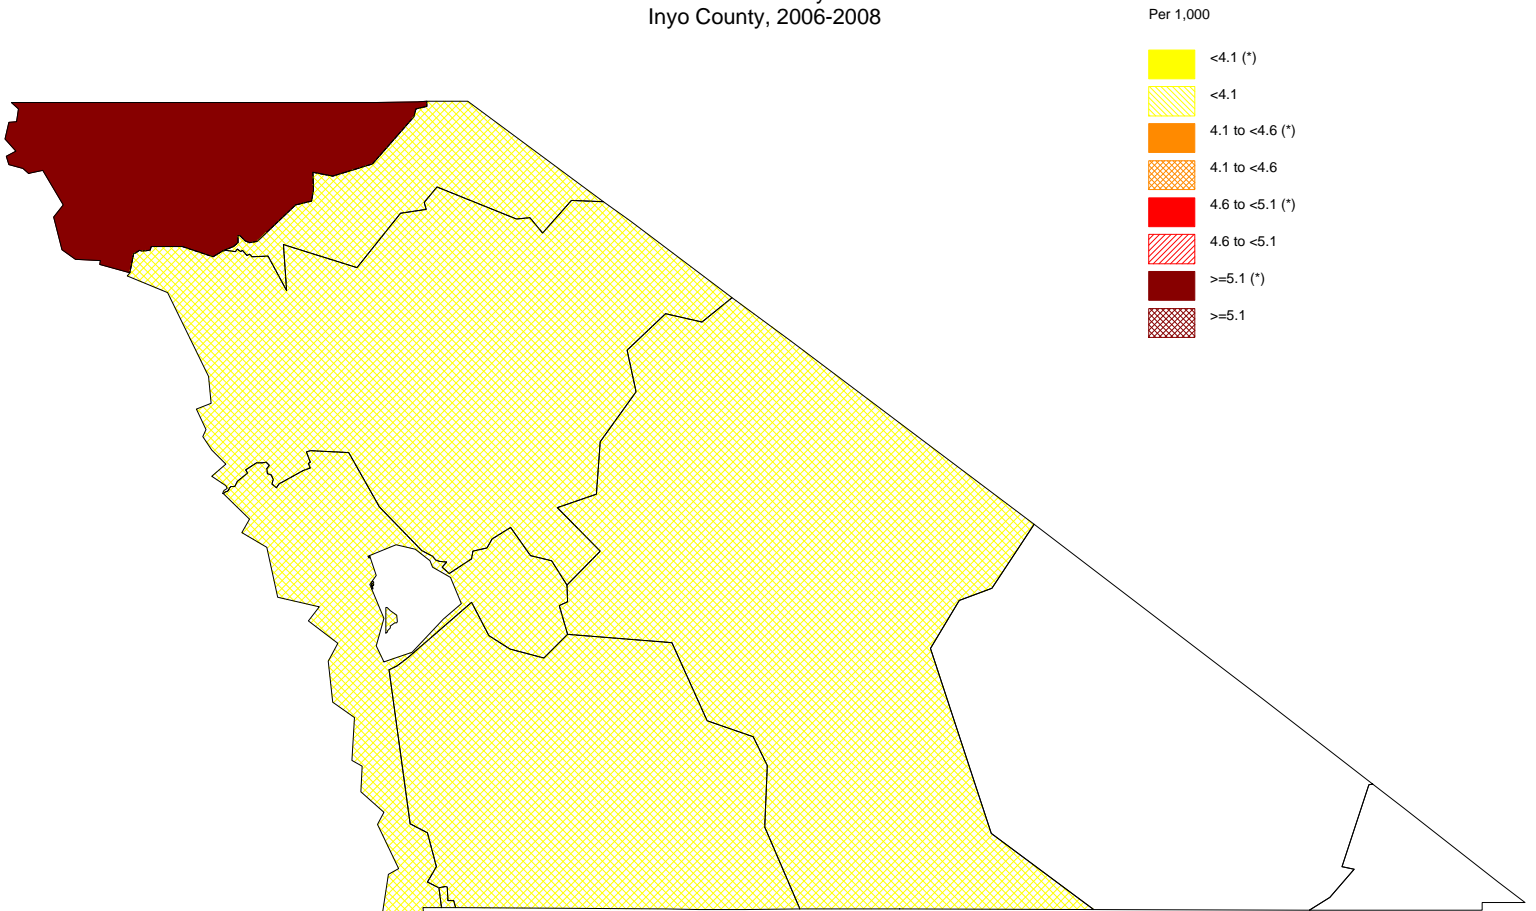 Inyo County, 2006-2008
Per 1,000
<4.1 (*)
<4.1
4.1 to <4.6 (*)
4.1 to <4.6
4.6 to <5.1 (*)
4.6 to <5.1
>=5.1 (*)
>=5.1